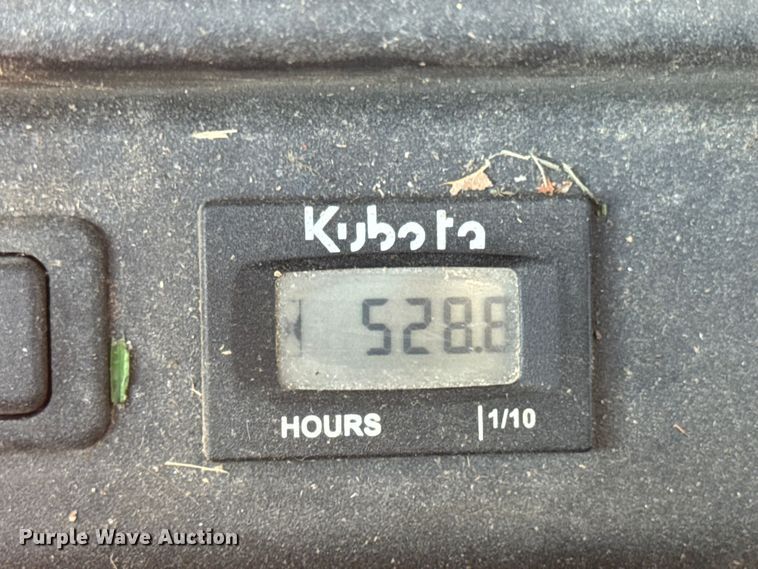 Kubota
528.8
HOURS 1/10
Purple Wave Auction